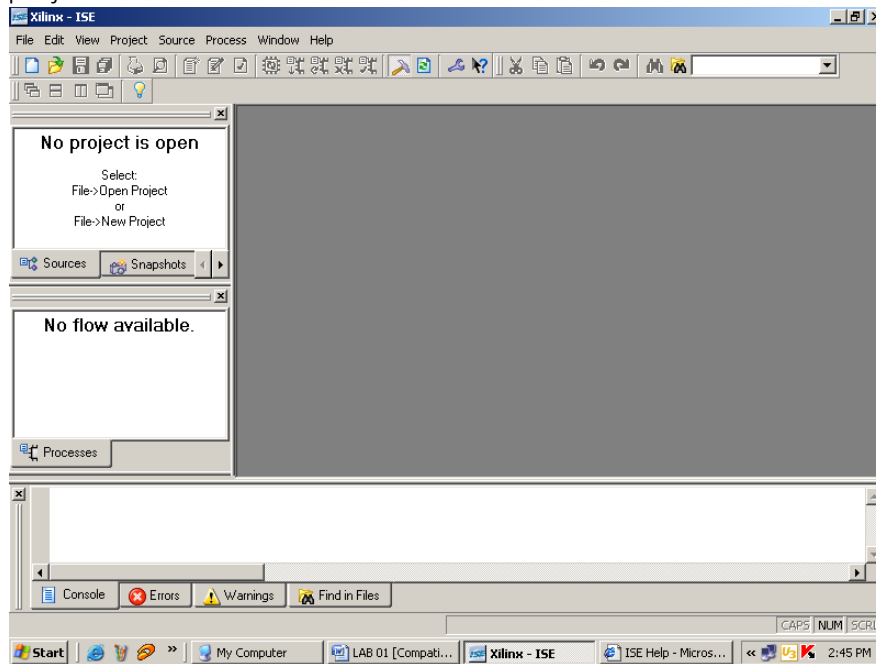 Xilinx - ISE
File Edit View Project Source Process Window Help
No project is open
Select:
File->Open Project
or
File->New Project
Sources Snapshots
No flow available.
Processes
Console Errors Warnings Find in Files
CAPS NUM SCRL
Start » My Computer LAB 01 [Compati... Xilinx - ISE ISE Help - Micros... « 2:45 PM